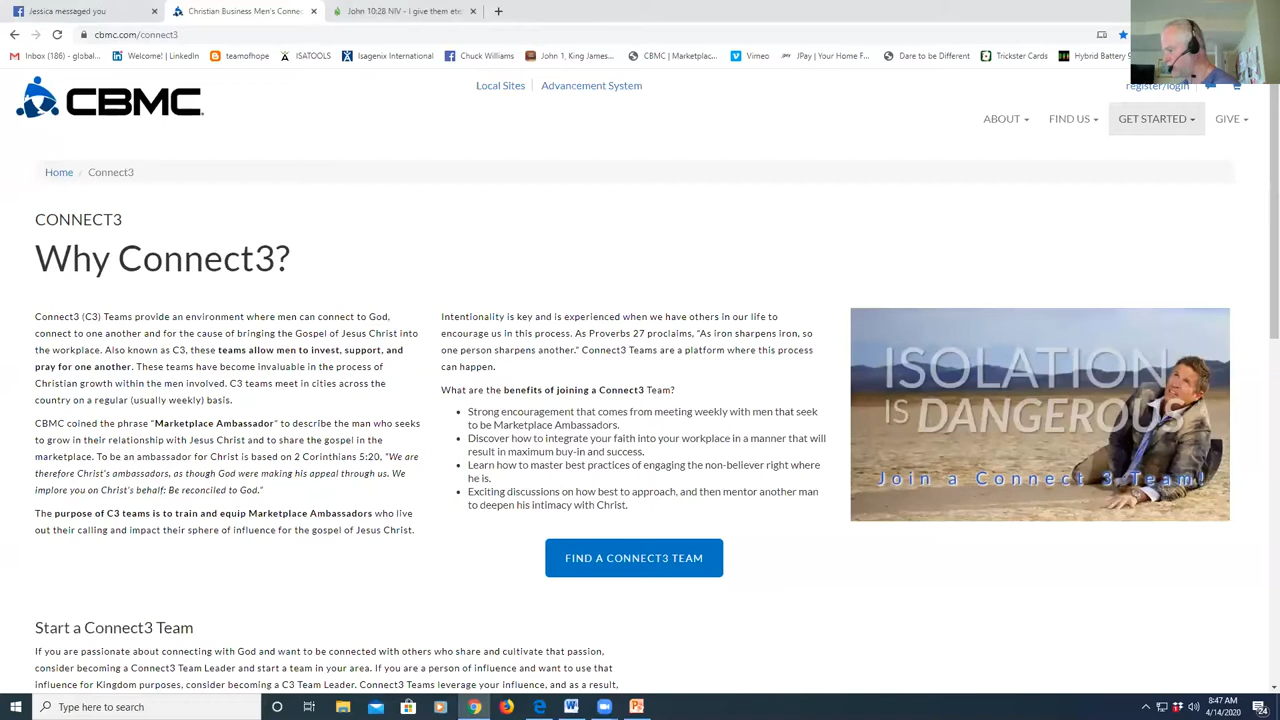 Jessica messaged you
Christian Business Men's Conne
John 10:28 NIV - I give them ete
cbmc.com/connect3
Inbox (186) - global...
Welcome! | LinkedIn
teamofhope
ISATOOLS
Isagenix International
Chuck Williams
John 1, King James...
CBMC | Marketplac...
Vimeo
JPay | Your Home F...
Dare to be Different
Trickster Cards
Hybrid Battery 9
CBMC
Local Sites
Advancement System
register/login
ABOUT
FIND US
GET STARTED
GIVE
Home / Connect3
CONNECT3
Why Connect3?
Connect3 (C3) Teams provide an environment where men can connect to God,
connect to one another and for the cause of bringing the Gospel of Jesus Christ into
the workplace. Also known as C3, these teams allow men to invest, support, and
pray for one another. These teams have become invaluable in the process of
Christian growth within the men involved. C3 teams meet in cities across the
country on a regular (usually weekly) basis.
CBMC coined the phrase "Marketplace Ambassador" to describe the man who seeks
to grow in their relationship with Jesus Christ and to share the gospel in the
marketplace. To be an ambassador for Christ is based on 2 Corinthians 5:20, "We are
therefore Christ's ambassadors, as though God were making his appeal through us. We
implore you on Christ's behalf: Be reconciled to God."
The purpose of C3 teams is to train and equip Marketplace Ambassadors who live
out their calling and impact their sphere of influence for the gospel of Jesus Christ.
Intentionality is key and is experienced when we have others in our life to
encourage us in this process. As Proverbs 27 proclaims, "As iron sharpens iron, so
one person sharpens another." Connect3 Teams are a platform where this process
can happen.
What are the benefits of joining a Connect3 Team?
• Strong encouragement that comes from meeting weekly with men that seek
to be Marketplace Ambassadors.
• Discover how to integrate your faith into your workplace in a manner that will
result in maximum buy-in and success.
• Learn how to master best practices of engaging the non-believer right where
he is.
• Exciting discussions on how best to approach, and then mentor another man
to deepen his intimacy with Christ.
ISOLATION
IS DANGEROUS
Join a Connect 3 Team!
FIND A CONNECT3 TEAM
Start a Connect3 Team
If you are passionate about connecting with God and want to be connected with others who share and cultivate that passion,
consider becoming a Connect3 Team Leader and start a team in your area. If you are a person of influence and want to use that
influence for Kingdom purposes, consider becoming a C3 Team Leader. Connect3 Teams leverage your influence, and as a result,
Type here to search
8:47 AM
4/14/2020
24